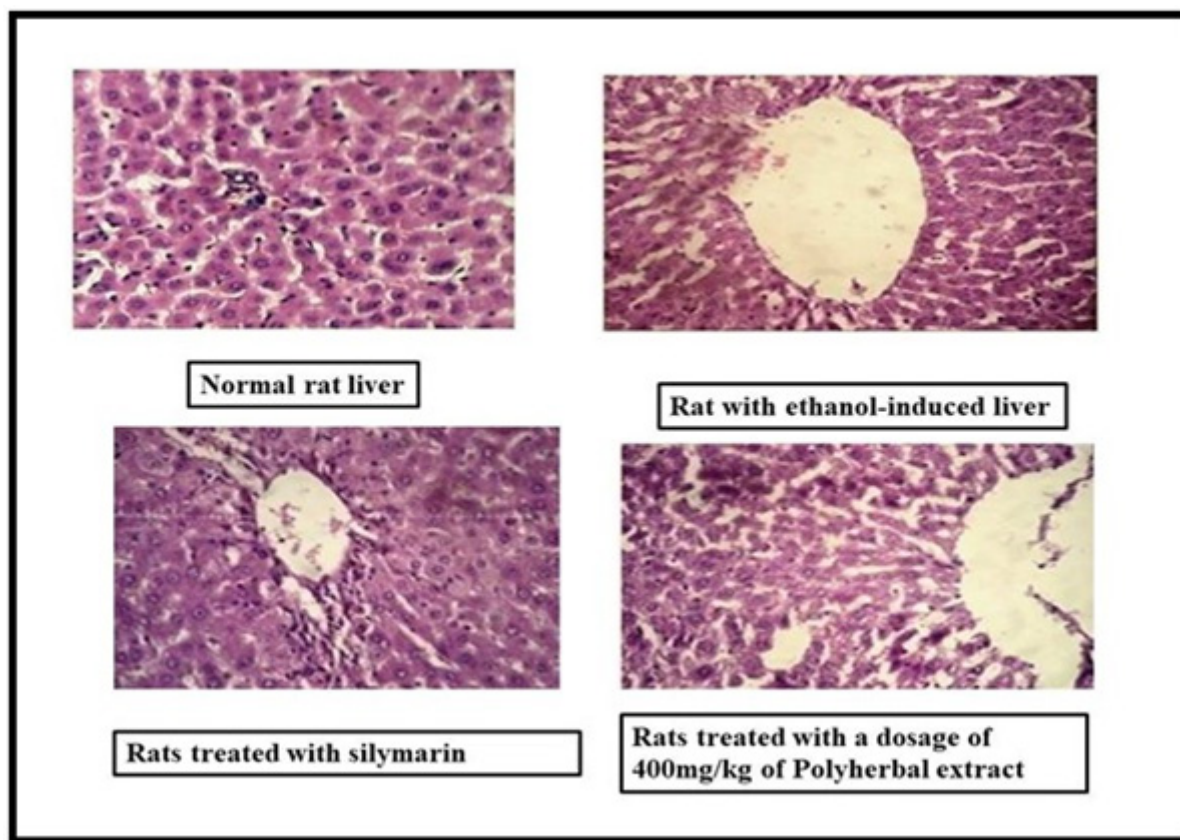 Normal rat liver
Rat with ethanol-induced liver
Rats treated with silymarin
Rats treated with a dosage of
400mg/kg of Polyherbal extract